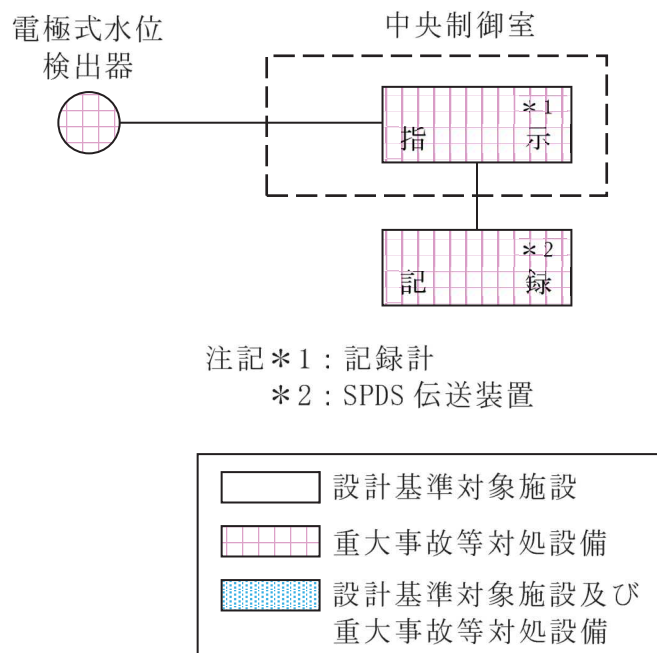 電極式水位
検出器
中央制御室
＊1
指 示
＊2
記 録
注記＊1：記録計
＊2：SPDS 伝送装置
設計基準対象施設
重大事故等対処設備
設計基準対象施設及び
重大事故等対処設備